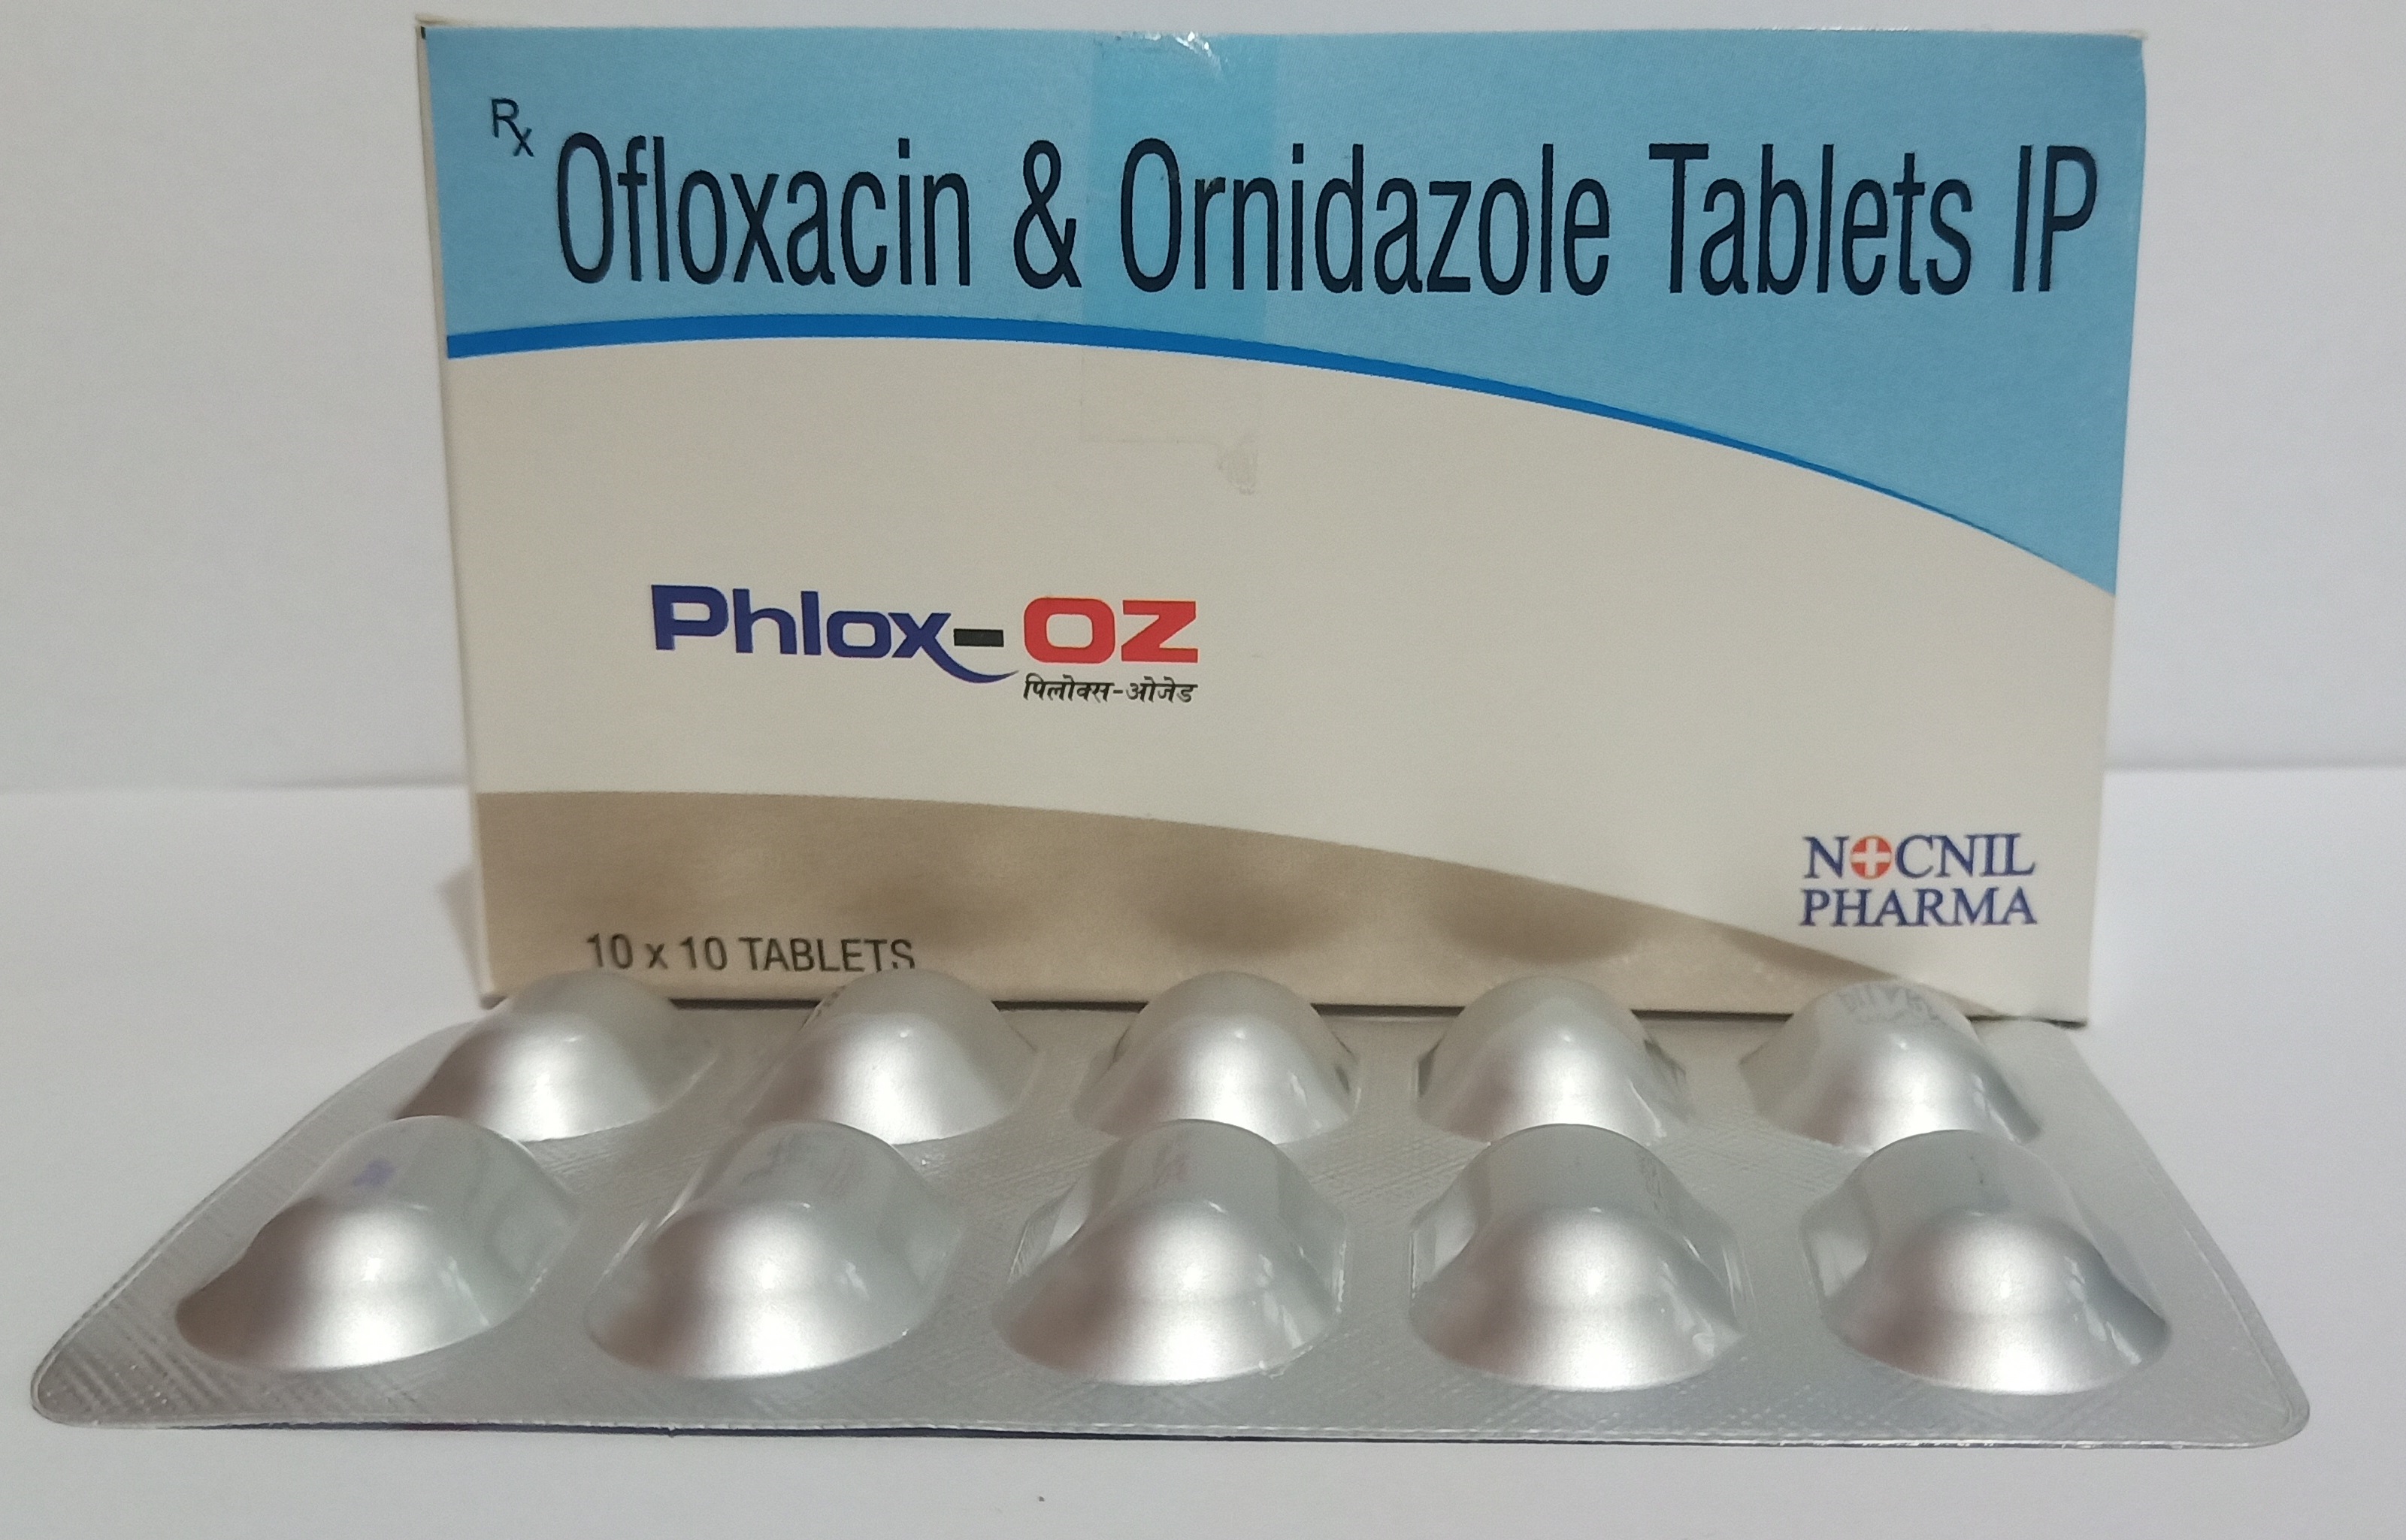 Rx Ofloxacin & Ornidazole Tablets IP
Phlox-OZ
पिलोक्स-ओजेड
NOCNIL
PHARMA
10 x 10 TABLETS